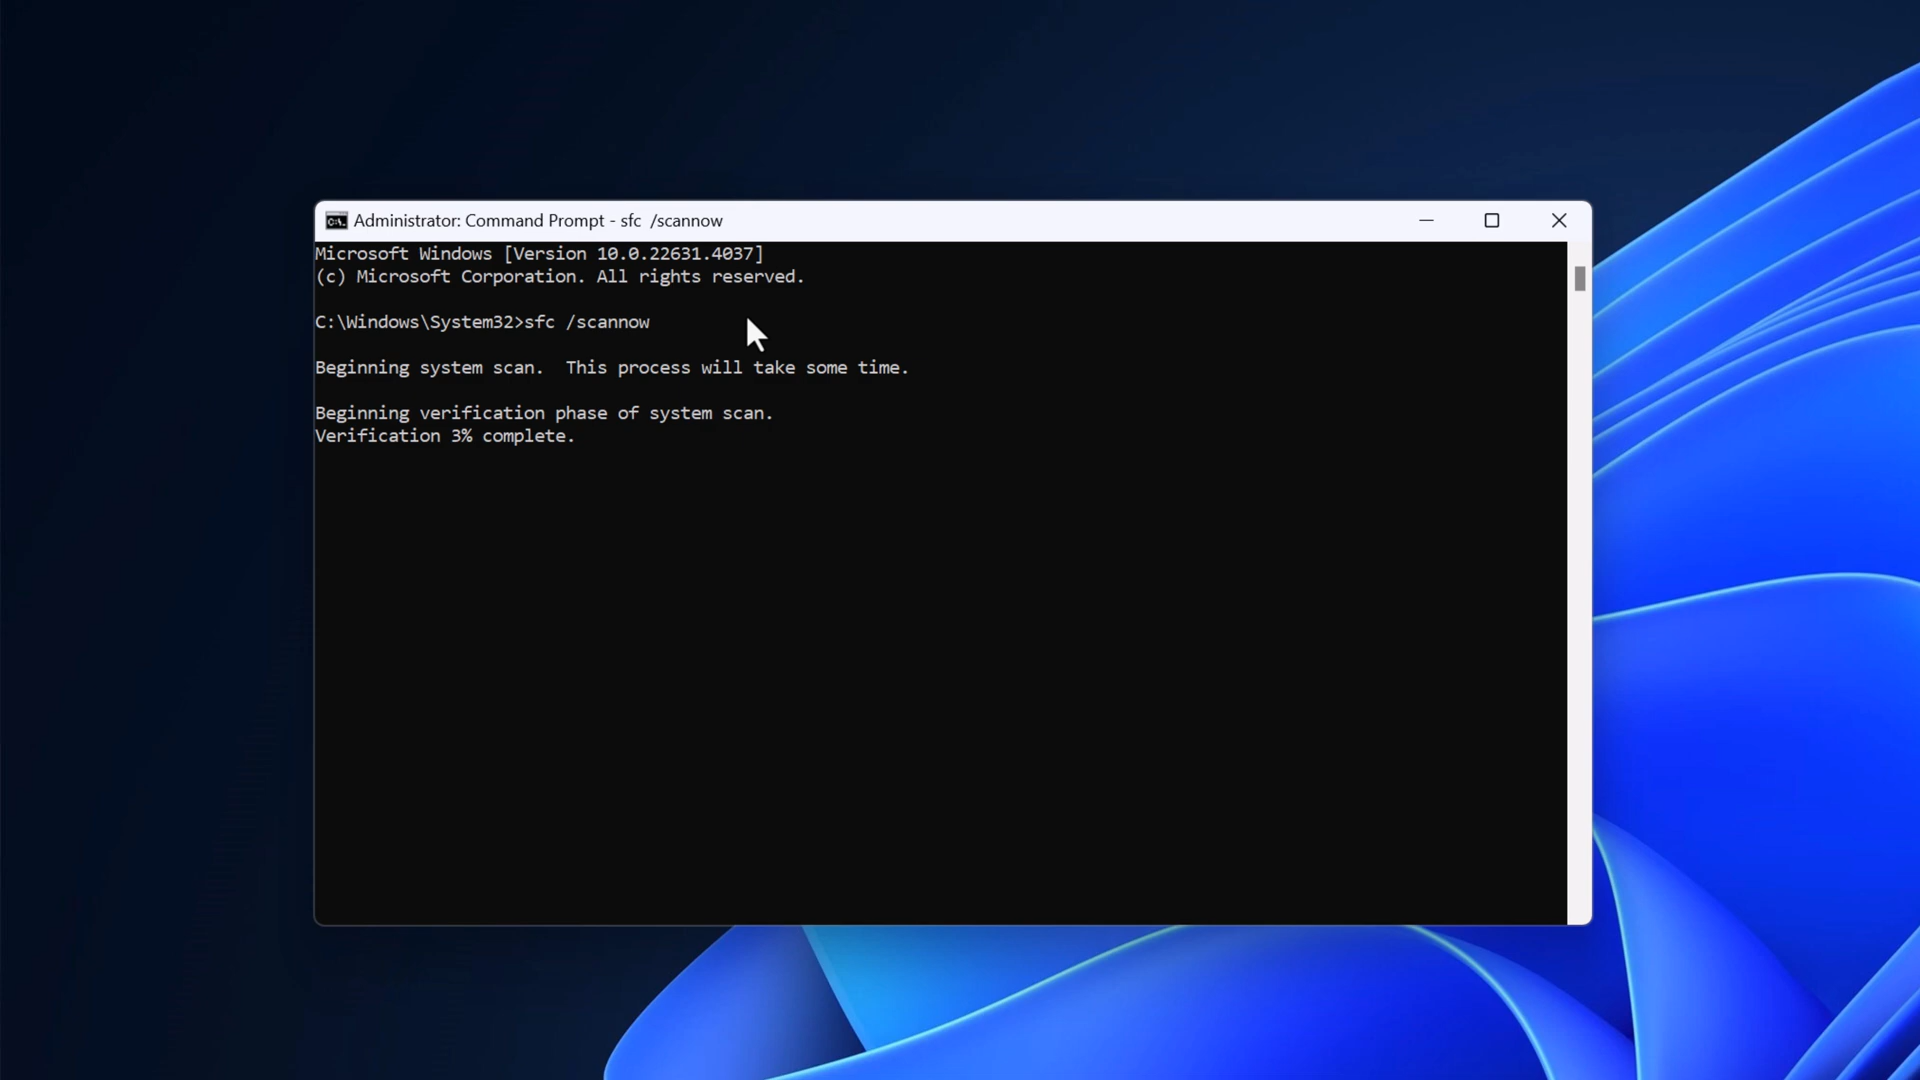 Administrator: Command Prompt - sfc  /scannow
Microsoft Windows [Version 10.0.22631.4037]
(c) Microsoft Corporation. All rights reserved.
C:\Windows\System32>sfc /scannow
Beginning system scan.  This process will take some time.
Beginning verification phase of system scan.
Verification 3% complete.